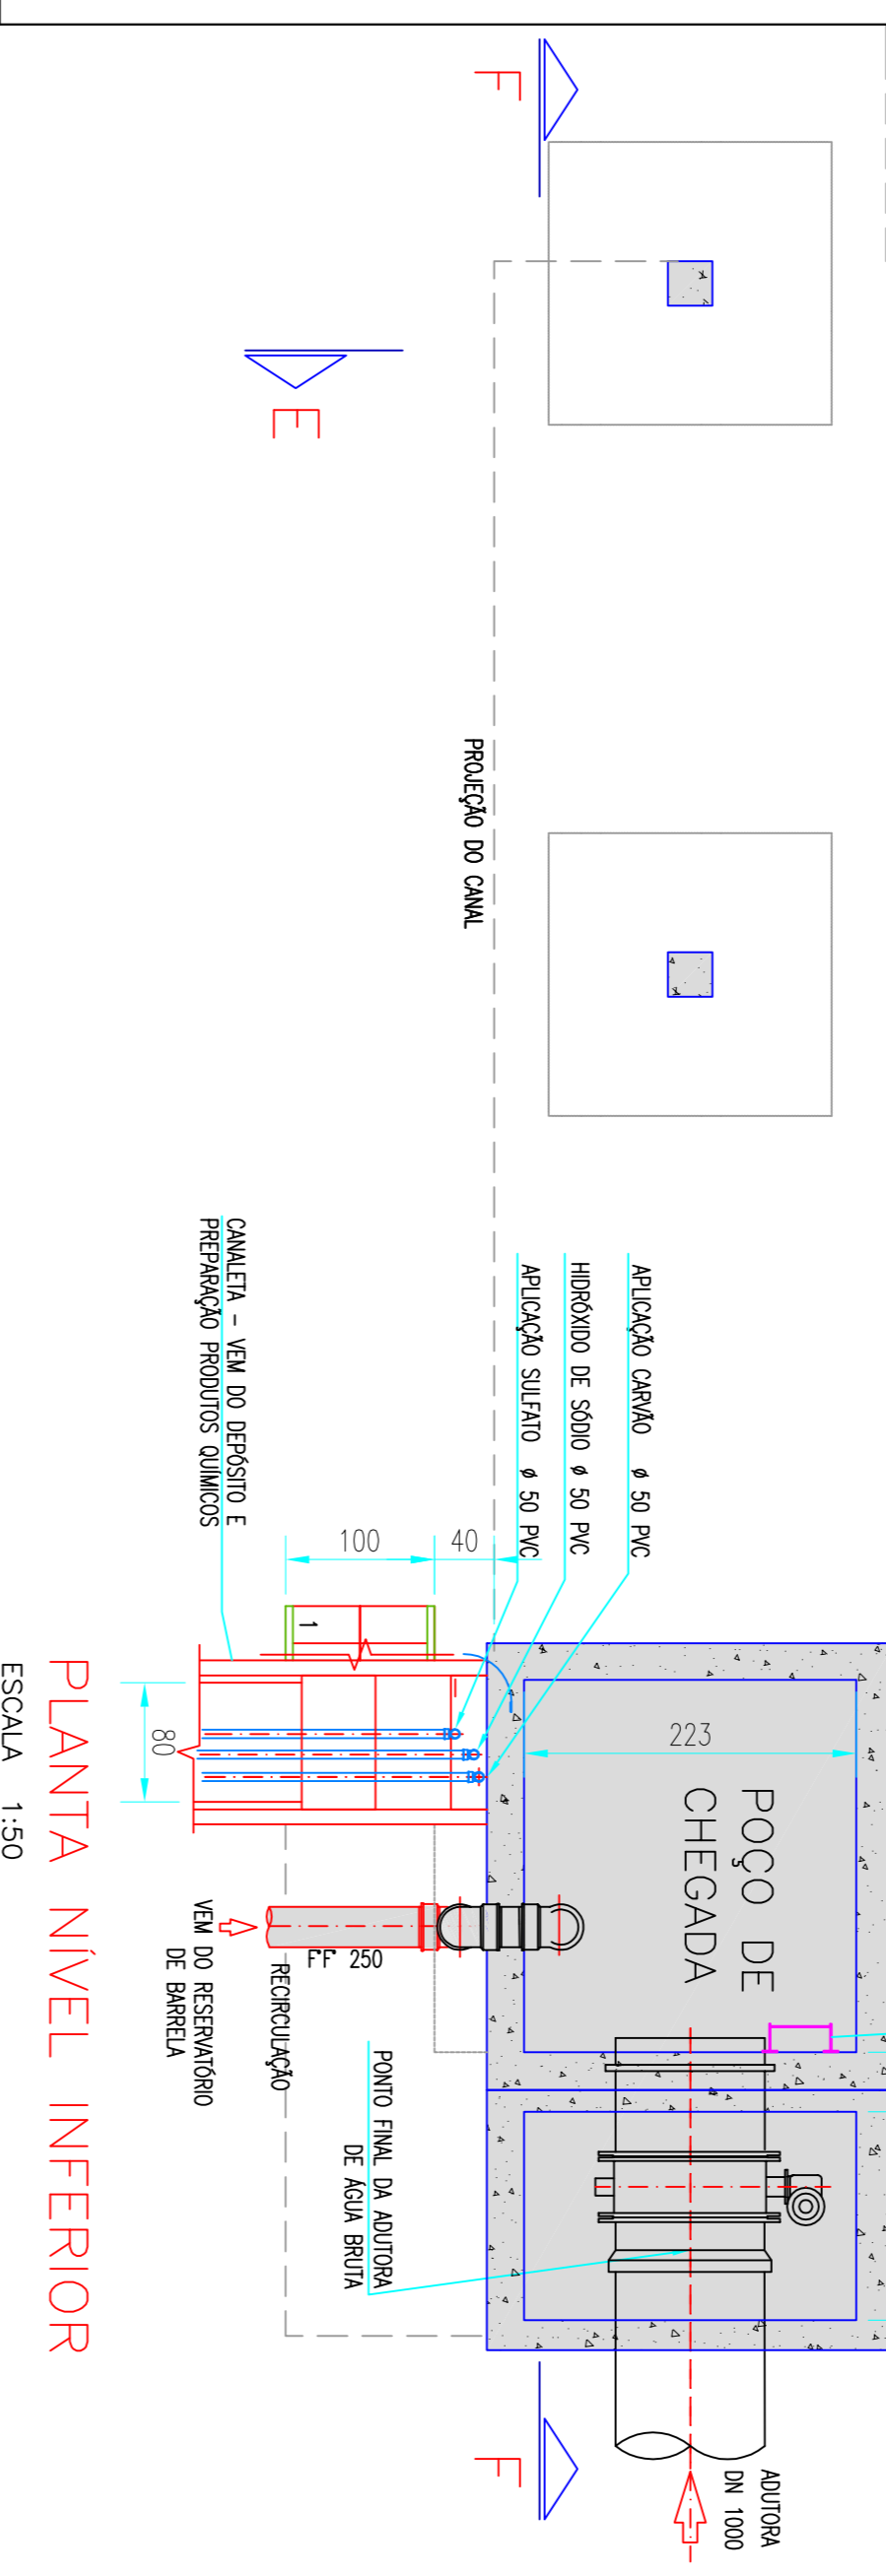 F
E
PROJEÇÃO DO CANAL
APLICAÇÃO CARVÃO ø 50 PVC
HIDRÓXIDO DE SÓDIO ø 50 PVC
APLICAÇÃO SULFATO ø 50 PVC
CANALETA - VEM DO DEPÓSITO E
PREPARAÇÃO PRODUTOS QUÍMICOS
100
40
1
80
223
POÇO DE
CHEGADA
FF 250
RECIRCULAÇÃO
VEM DO RESERVATÓRIO
DE BARRELA
PONTO FINAL DA ADUTORA
DE ÁGUA BRUTA
F
ADUTORA
DN 1000
PLANTA NÍVEL INFERIOR
ESCALA 1:50